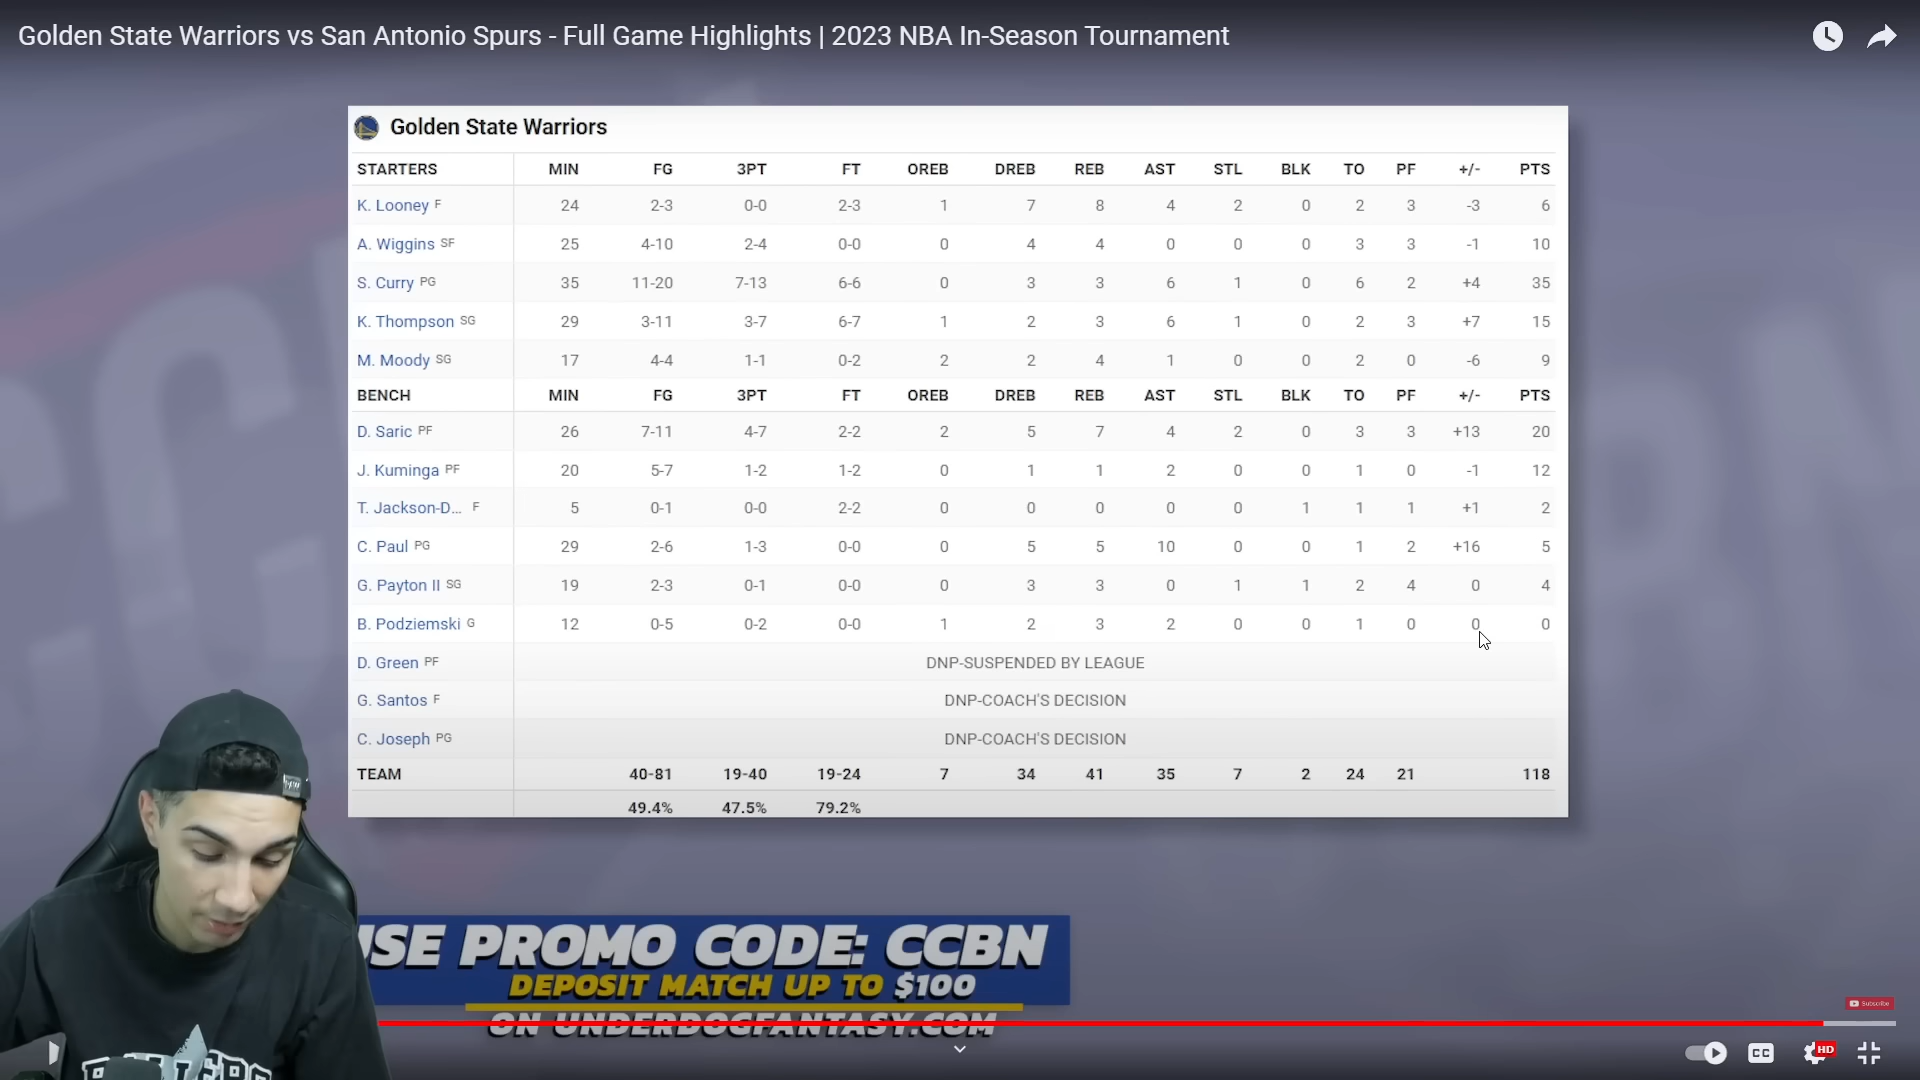 Golden State Warriors vs San Antonio Spurs - Full Game Highlights | 2023 NBA In-Season Tournament
Golden State Warriors
STARTERS MIN FG 3PT FT OREB DREB REB AST STL BLK TO PF +/- PTS
K. Looney F 24 2-3 0-0 2-3 1 7 8 4 2 0 2 3 -3 6
A. Wiggins SF 25 4-10 2-4 0-0 0 4 4 0 0 0 3 3 -1 10
S. Curry PG 35 11-20 7-13 6-6 0 3 3 6 1 0 6 2 +4 35
K. Thompson SG 29 3-11 3-7 6-7 1 2 3 6 1 0 2 3 +7 15
M. Moody SG 17 4-4 1-1 0-2 2 2 4 1 0 0 2 0 -6 9
BENCH MIN FG 3PT FT OREB DREB REB AST STL BLK TO PF +/- PTS
D. Saric PF 26 7-11 4-7 2-2 2 5 7 4 2 0 3 3 +13 20
J. Kuminga PF 20 5-7 1-2 1-2 0 1 1 2 0 0 1 0 -1 12
T. Jackson-D... F 5 0-1 0-0 2-2 0 0 0 0 0 1 1 1 +1 2
C. Paul PG 29 2-6 1-3 0-0 0 5 5 10 0 0 1 2 +16 5
G. Payton II SG 19 2-3 0-1 0-0 0 3 3 0 1 1 2 4 0 4
B. Podziemski G 12 0-5 0-2 0-0 1 2 3 2 0 0 1 0 0 0
D. Green PF DNP-SUSPENDED BY LEAGUE
G. Santos F DNP-COACH'S DECISION
C. Joseph PG DNP-COACH'S DECISION
TEAM 40-81 19-40 19-24 7 34 41 35 7 2 24 21 118
49.4% 47.5% 79.2%
USE PROMO CODE: CCBN
DEPOSIT MATCH UP TO $100
ON UNDERDOGFANTASY.COM
Subscribe
CC HD